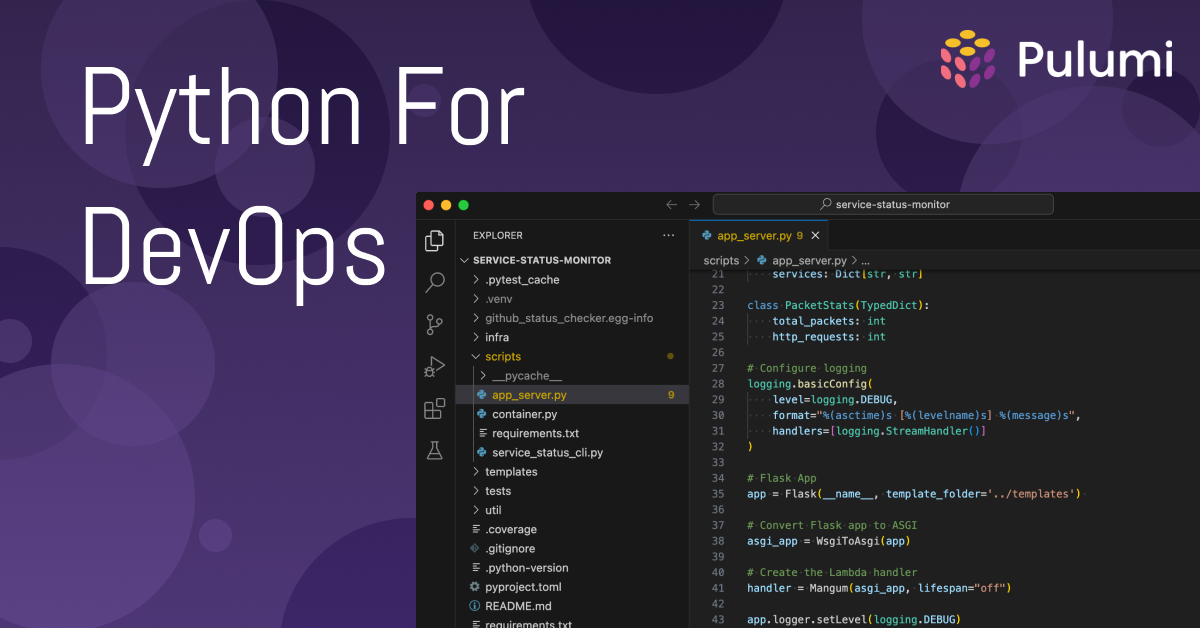 Python For
DevOps
Pulumi
service-status-monitor
EXPLORER ...
SERVICE-STATUS-MONITOR
.pytest_cache
.venv
github_status_checker.egg-info
infra
scripts
__pycache__
app_server.py 9
container.py
requirements.txt
service_status_cli.py
templates
tests
util
.coverage
.gitignore
.python-version
pyproject.toml
README.md
requirements.txt
app_server.py 9 ×
scripts > app_server.py > ...
21 services: Dict[str, str]
22
23 class PacketStats(TypedDict):
24 total_packets: int
25 http_requests: int
26
27 # Configure logging
28 logging.basicConfig(
29 level=logging.DEBUG,
30 format="%(asctime)s [%(levelname)s] %(message)s",
31 handlers=[logging.StreamHandler()]
32 )
33
34 # Flask App
35 app = Flask(__name__, template_folder='../templates')
36
37 # Convert Flask app to ASGI
38 asgi_app = WsgiToAsgi(app)
39
40 # Create the Lambda handler
41 handler = Mangum(asgi_app, lifespan="off")
42
43 app.logger.setLevel(logging.DEBUG)